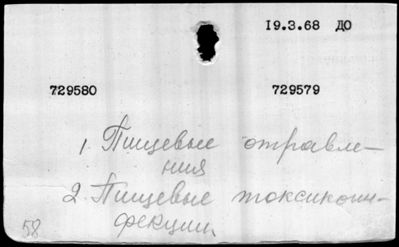 19.3.68 ДО
729580 729579
1. Пищевые отравле-
ния
2. Пищевые токсикоин-
фекции.
58